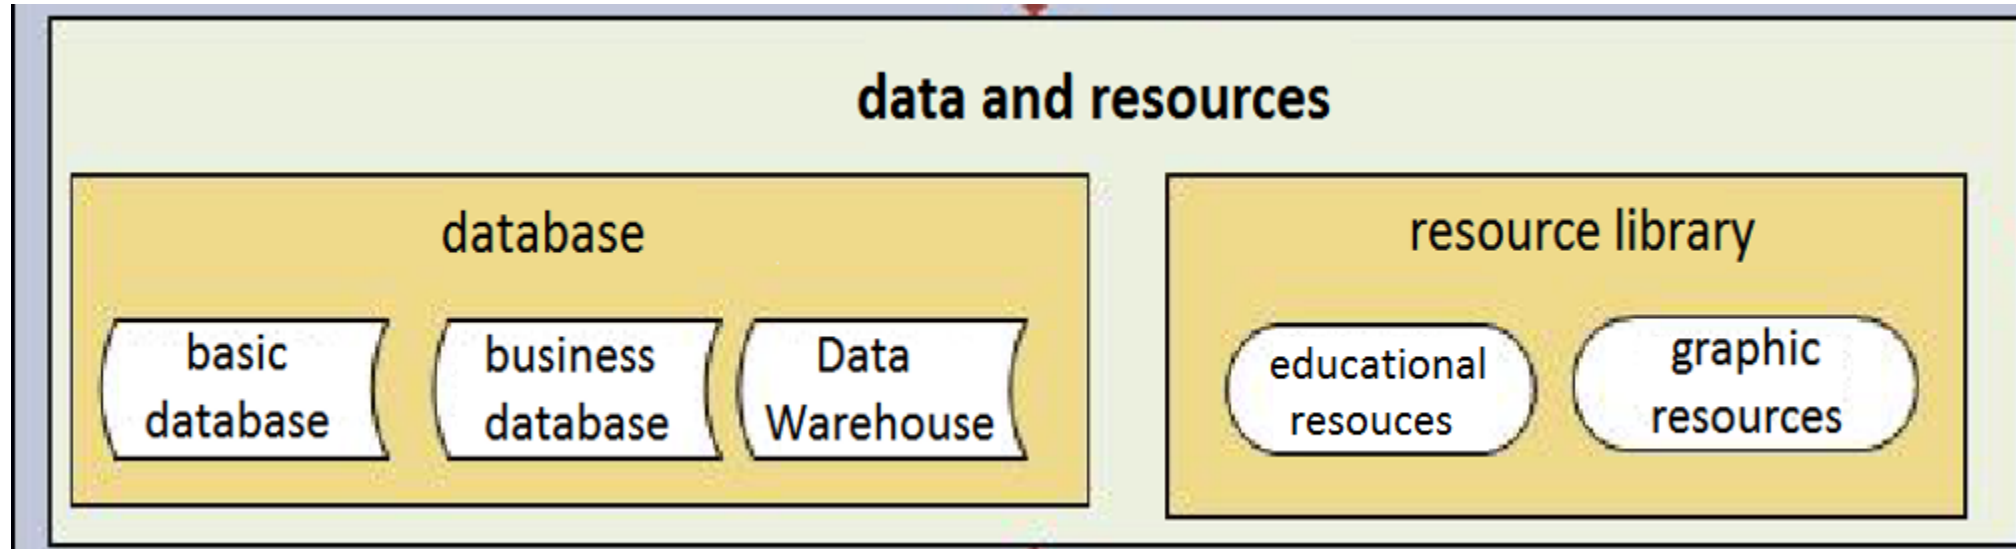 data and resources
database
basic
database
business
database
Data
Warehouse
resource library
educational
resouces
graphic
resources